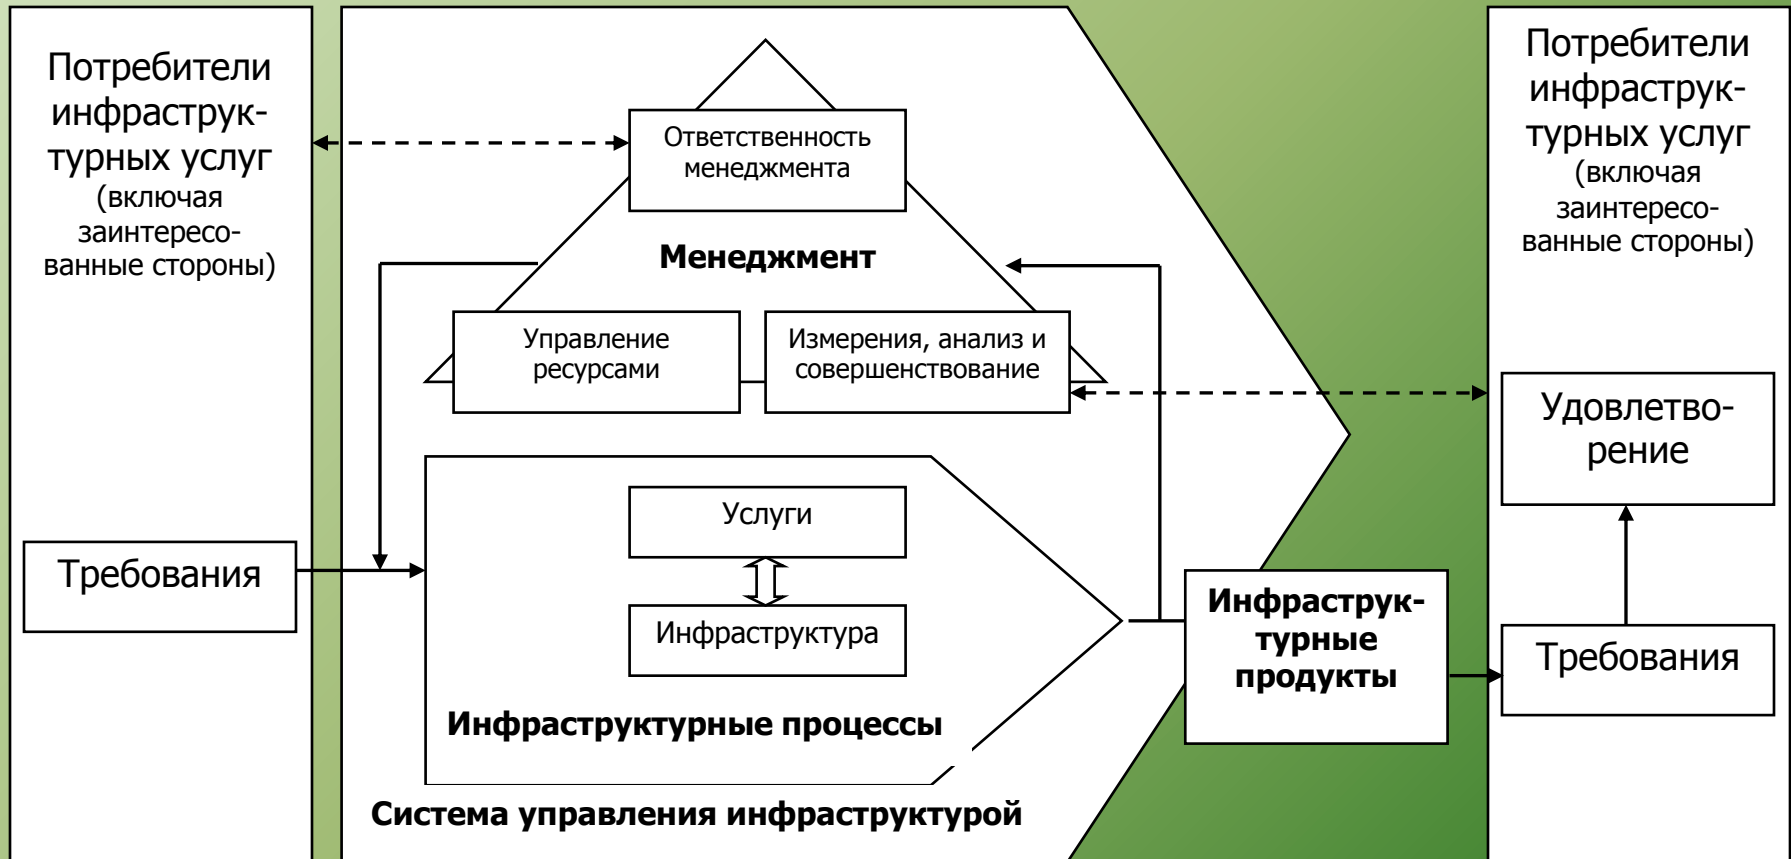 Потребители
инфраструк-
турных услуг
(включая
заинтересо-
ванные стороны)
Требования
Ответственность
менеджмента
Менеджмент
Управление
ресурсами
Измерения, анализ и
совершенствование
Услуги
Инфраструктура
Инфраструктурные процессы
Система управления инфраструктурой
Инфраструк-
турные
продукты
Потребители
инфраструк-
турных услуг
(включая
заинтересо-
ванные стороны)
Удовлетво-
рение
Требования